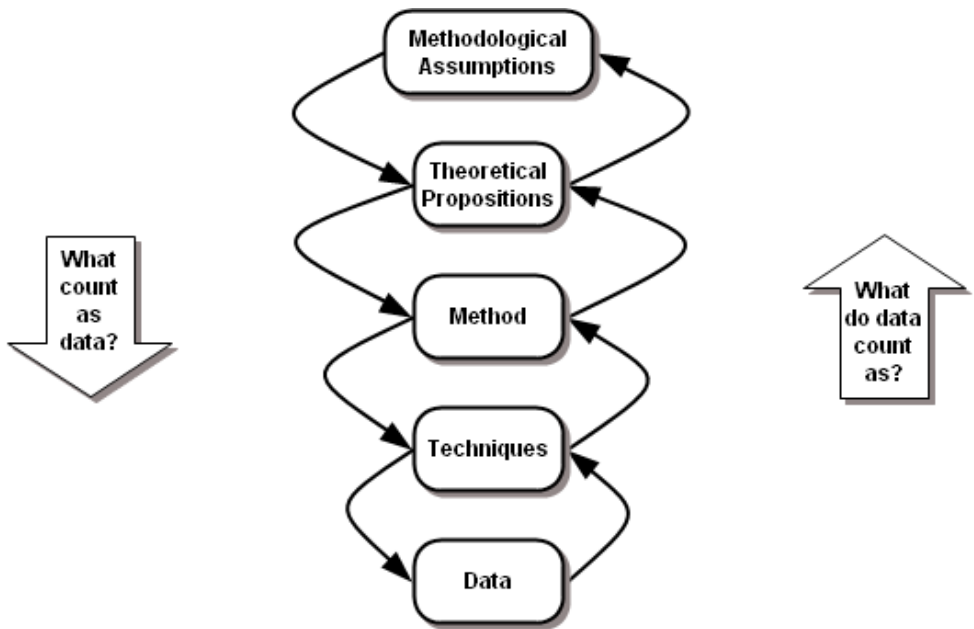 Methodological
Assumptions
Theoretical
Propositions
What
count
as
data?
Method
What
do data
count
as?
Techniques
Data